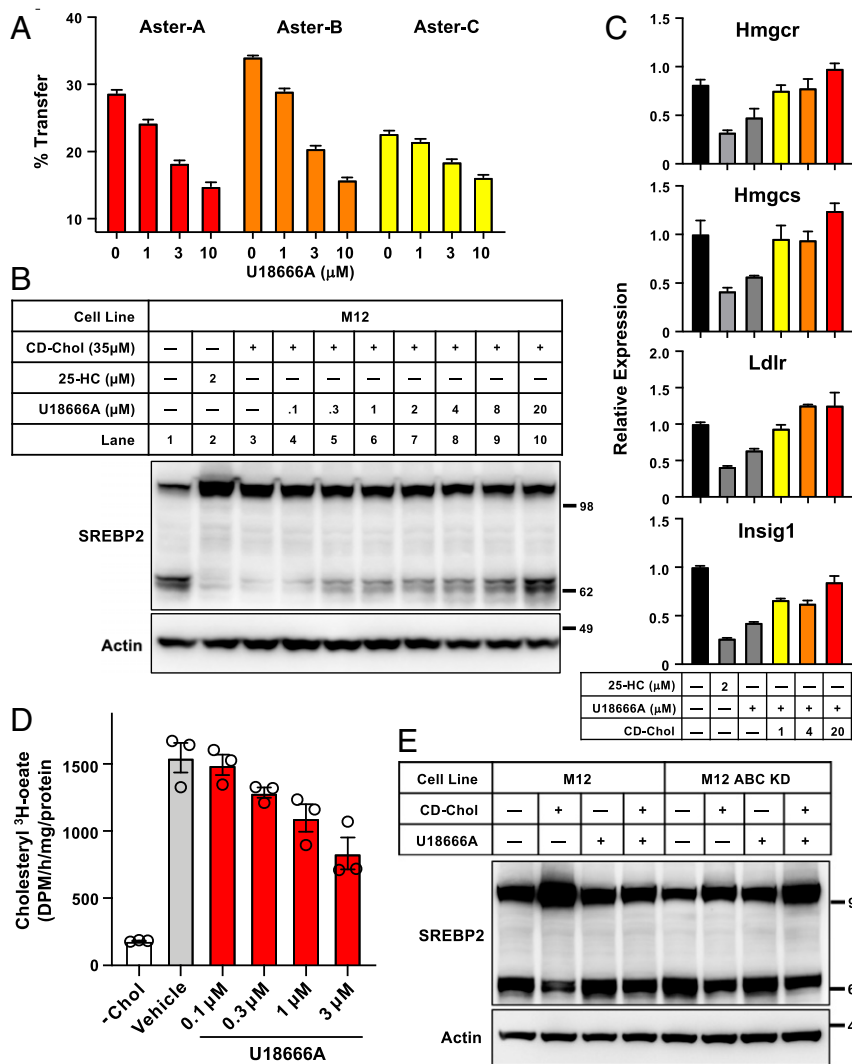 A
Aster-A Aster-B Aster-C
% Transfer
40
30
20
10
0 1 3 10 0 1 3 10 0 1 3 10
U18666A (μM)
B
Cell Line M12
CD-Chol (35μM) — — + + + + + + + +
25-HC (μM) — 2 — — — — — — — —
U18666A (μM) — — — .1 .3 1 2 4 8 20
Lane 1 2 3 4 5 6 7 8 9 10
SREBP2
98
62
49
Actin
C
Relative Expression
Hmgcr
1.0
0.5
0
Hmgcs
1.0
0.5
0
Ldlr
2.0
1.5
1.0
0.5
0
Insig1
1.5
1.0
0.5
0
25-HC (μM) — 2 — — — —
U18666A (μM) — — + + + +
CD-Chol — — — 1 4 20
D
Cholesteryl ³H-oeate
(DPM/h/mg/protein
1500
1000
500
0
-Chol
Vehicle
0.1 μM
0.3 μM
1 μM
3 μM
U18666A
E
Cell Line M12 M12 ABC KD
CD-Chol — + — + — + — +
U18666A — — + + — — + +
SREBP2
9
6
4
Actin